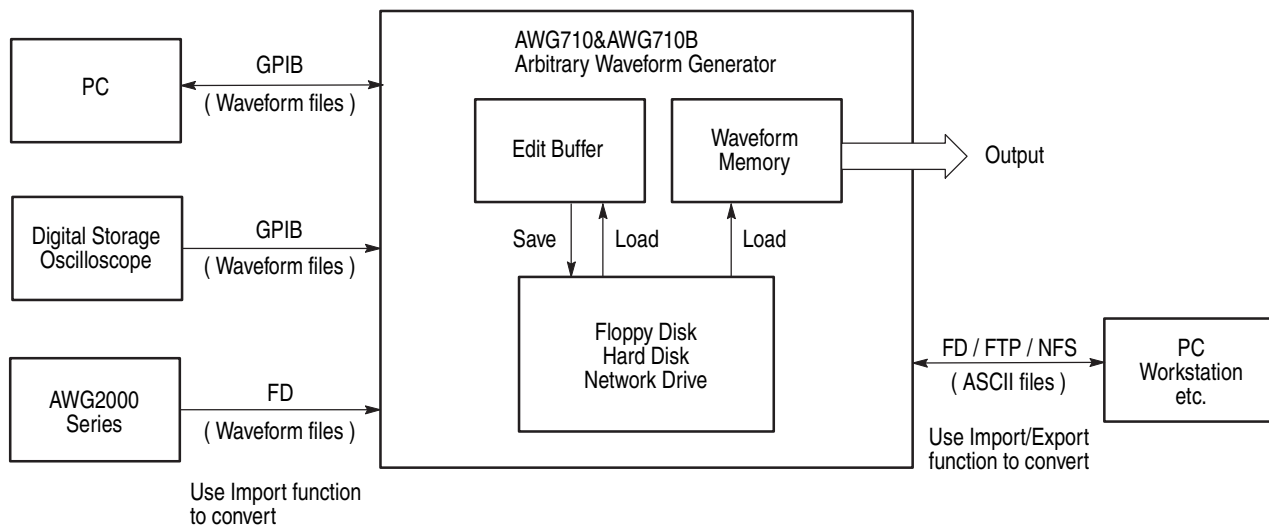 PC
GPIB
( Waveform files )
Digital Storage
Oscilloscope
GPIB
( Waveform files )
AWG2000
Series
FD
( Waveform files )
Use Import function
to convert
AWG710&AWG710B
Arbitrary Waveform Generator
Edit Buffer
Waveform
Memory
Output
Save
Load
Load
Floppy Disk
Hard Disk
Network Drive
FD / FTP / NFS
( ASCII files )
PC
Workstation
etc.
Use Import/Export
function to convert